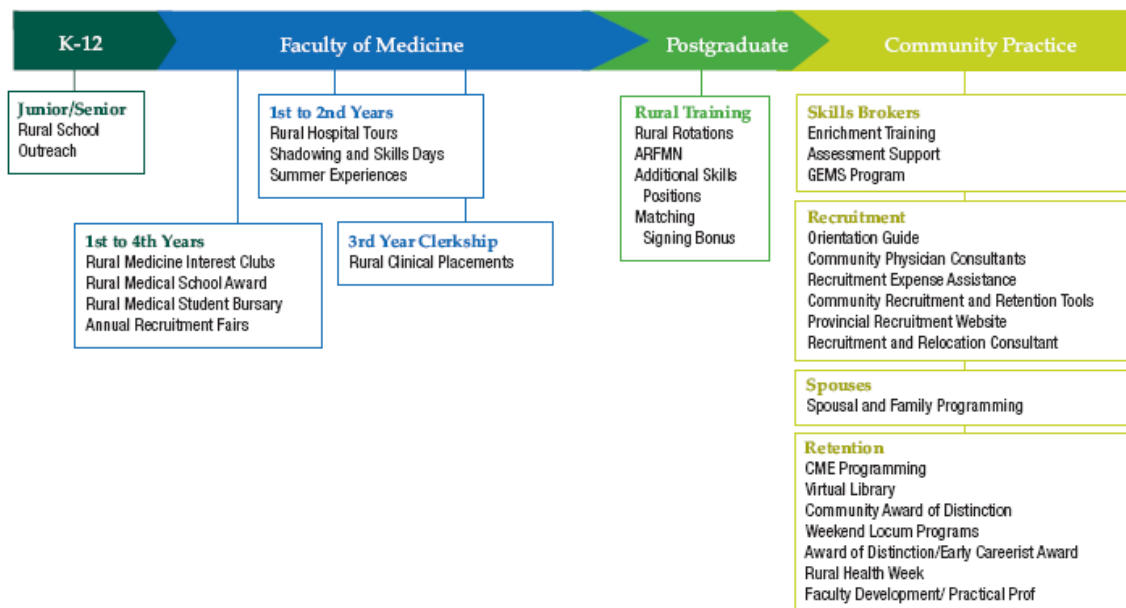 K-12
Faculty of Medicine
Postgraduate
Community Practice
Junior/Senior
Rural School
Outreach
1st to 4th Years
Rural Medicine Interest Clubs
Rural Medical School Award
Rural Medical Student Bursary
Annual Recruitment Fairs
1st to 2nd Years
Rural Hospital Tours
Shadowing and Skills Days
Summer Experiences
3rd Year Clerkship
Rural Clinical Placements
Rural Training
Rural Rotations
ARFMN
Additional Skills
Positions
Matching
Signing Bonus
Skills Brokers
Enrichment Training
Assessment Support
GEMS Program
Recruitment
Orientation Guide
Community Physician Consultants
Recruitment Expense Assistance
Community Recruitment and Retention Tools
Provincial Recruitment Website
Recruitment and Relocation Consultant
Spouses
Spousal and Family Programming
Retention
CME Programming
Virtual Library
Community Award of Distinction
Weekend Locum Programs
Award of Distinction/Early Careerist Award
Rural Health Week
Faculty Development/ Practical Prof